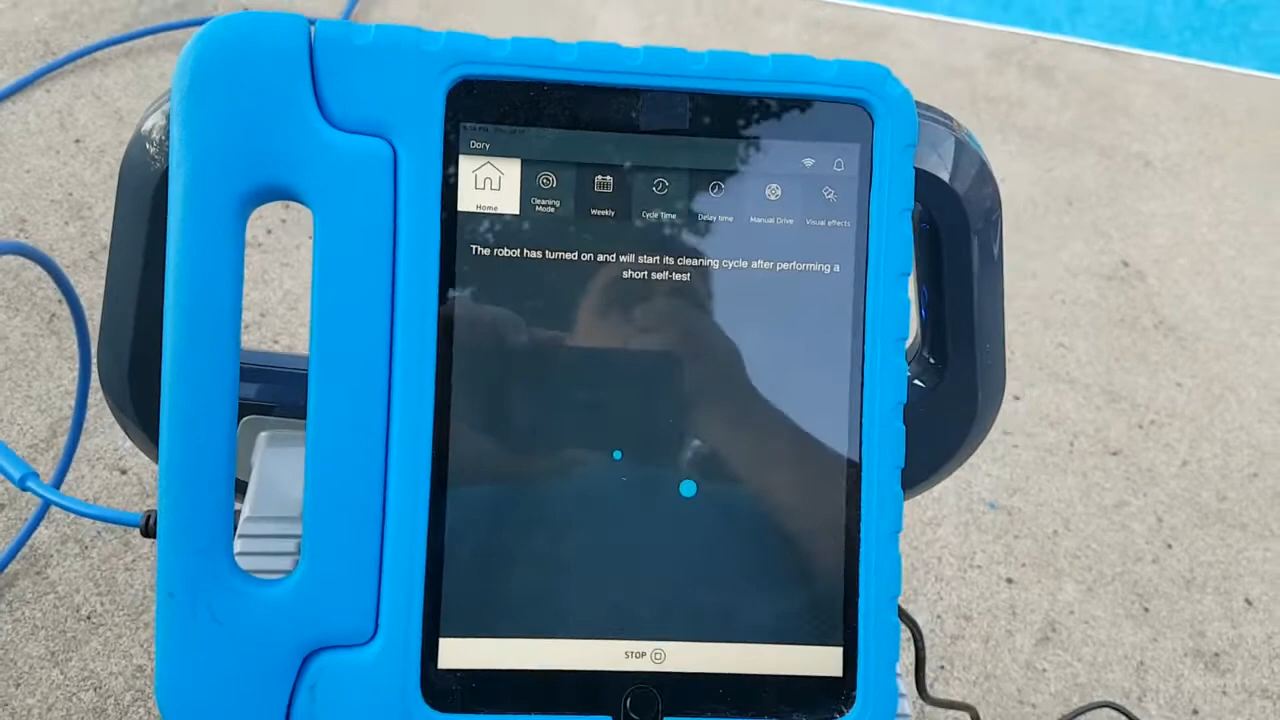 Dory
Home
Cleaning
Mode
Weekly
Cycle Time
Delay time
Manual Drive
Visual effects
The robot has turned on and will start its cleaning cycle after performing a
short self-test
STOP